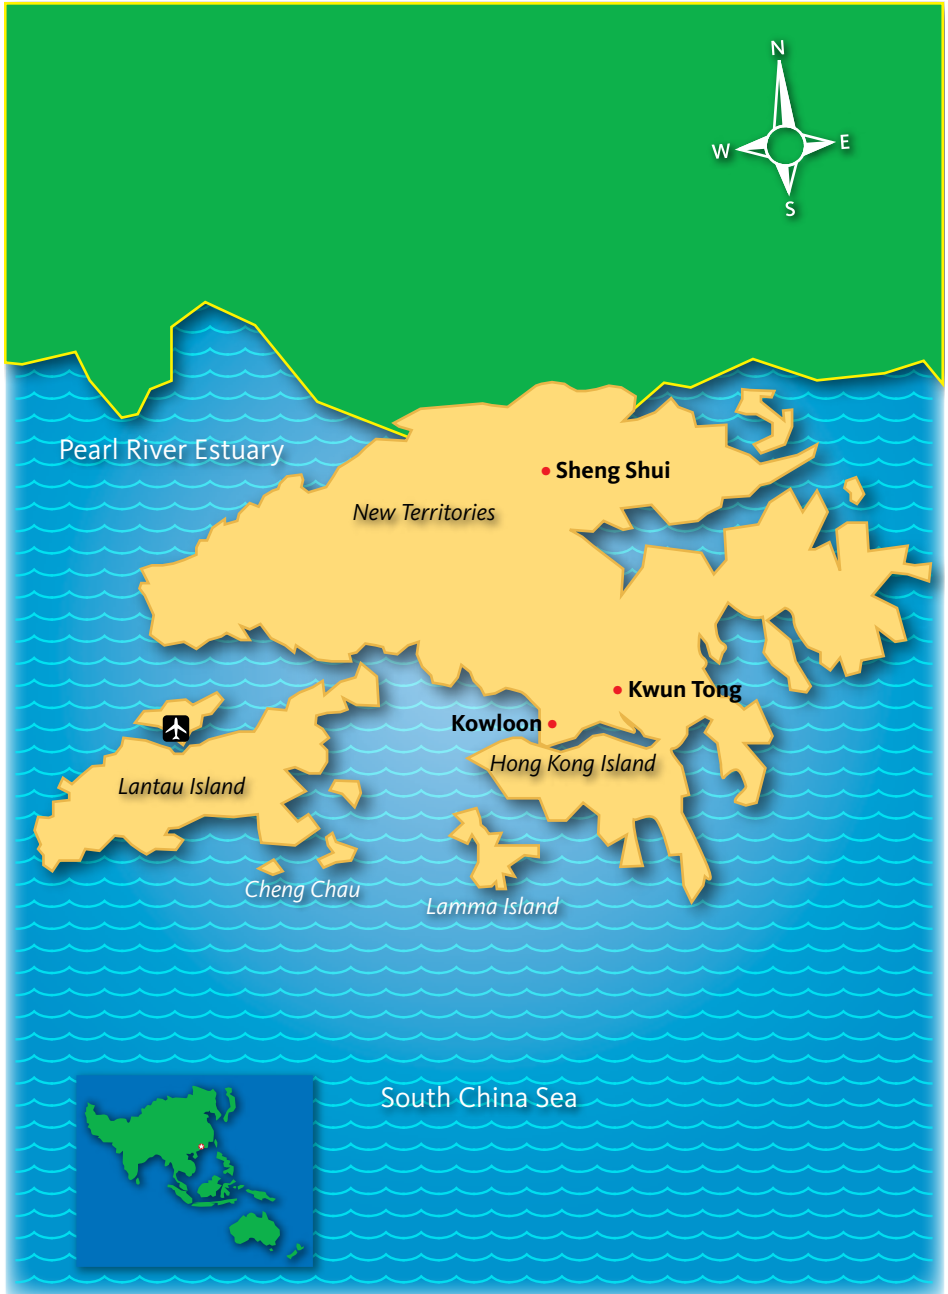 N
W
E
S
Pearl River Estuary
Sheng Shui
New Territories
Kwun Tong
Kowloon
Hong Kong Island
Lantau Island
Cheng Chau
Lamma Island
South China Sea